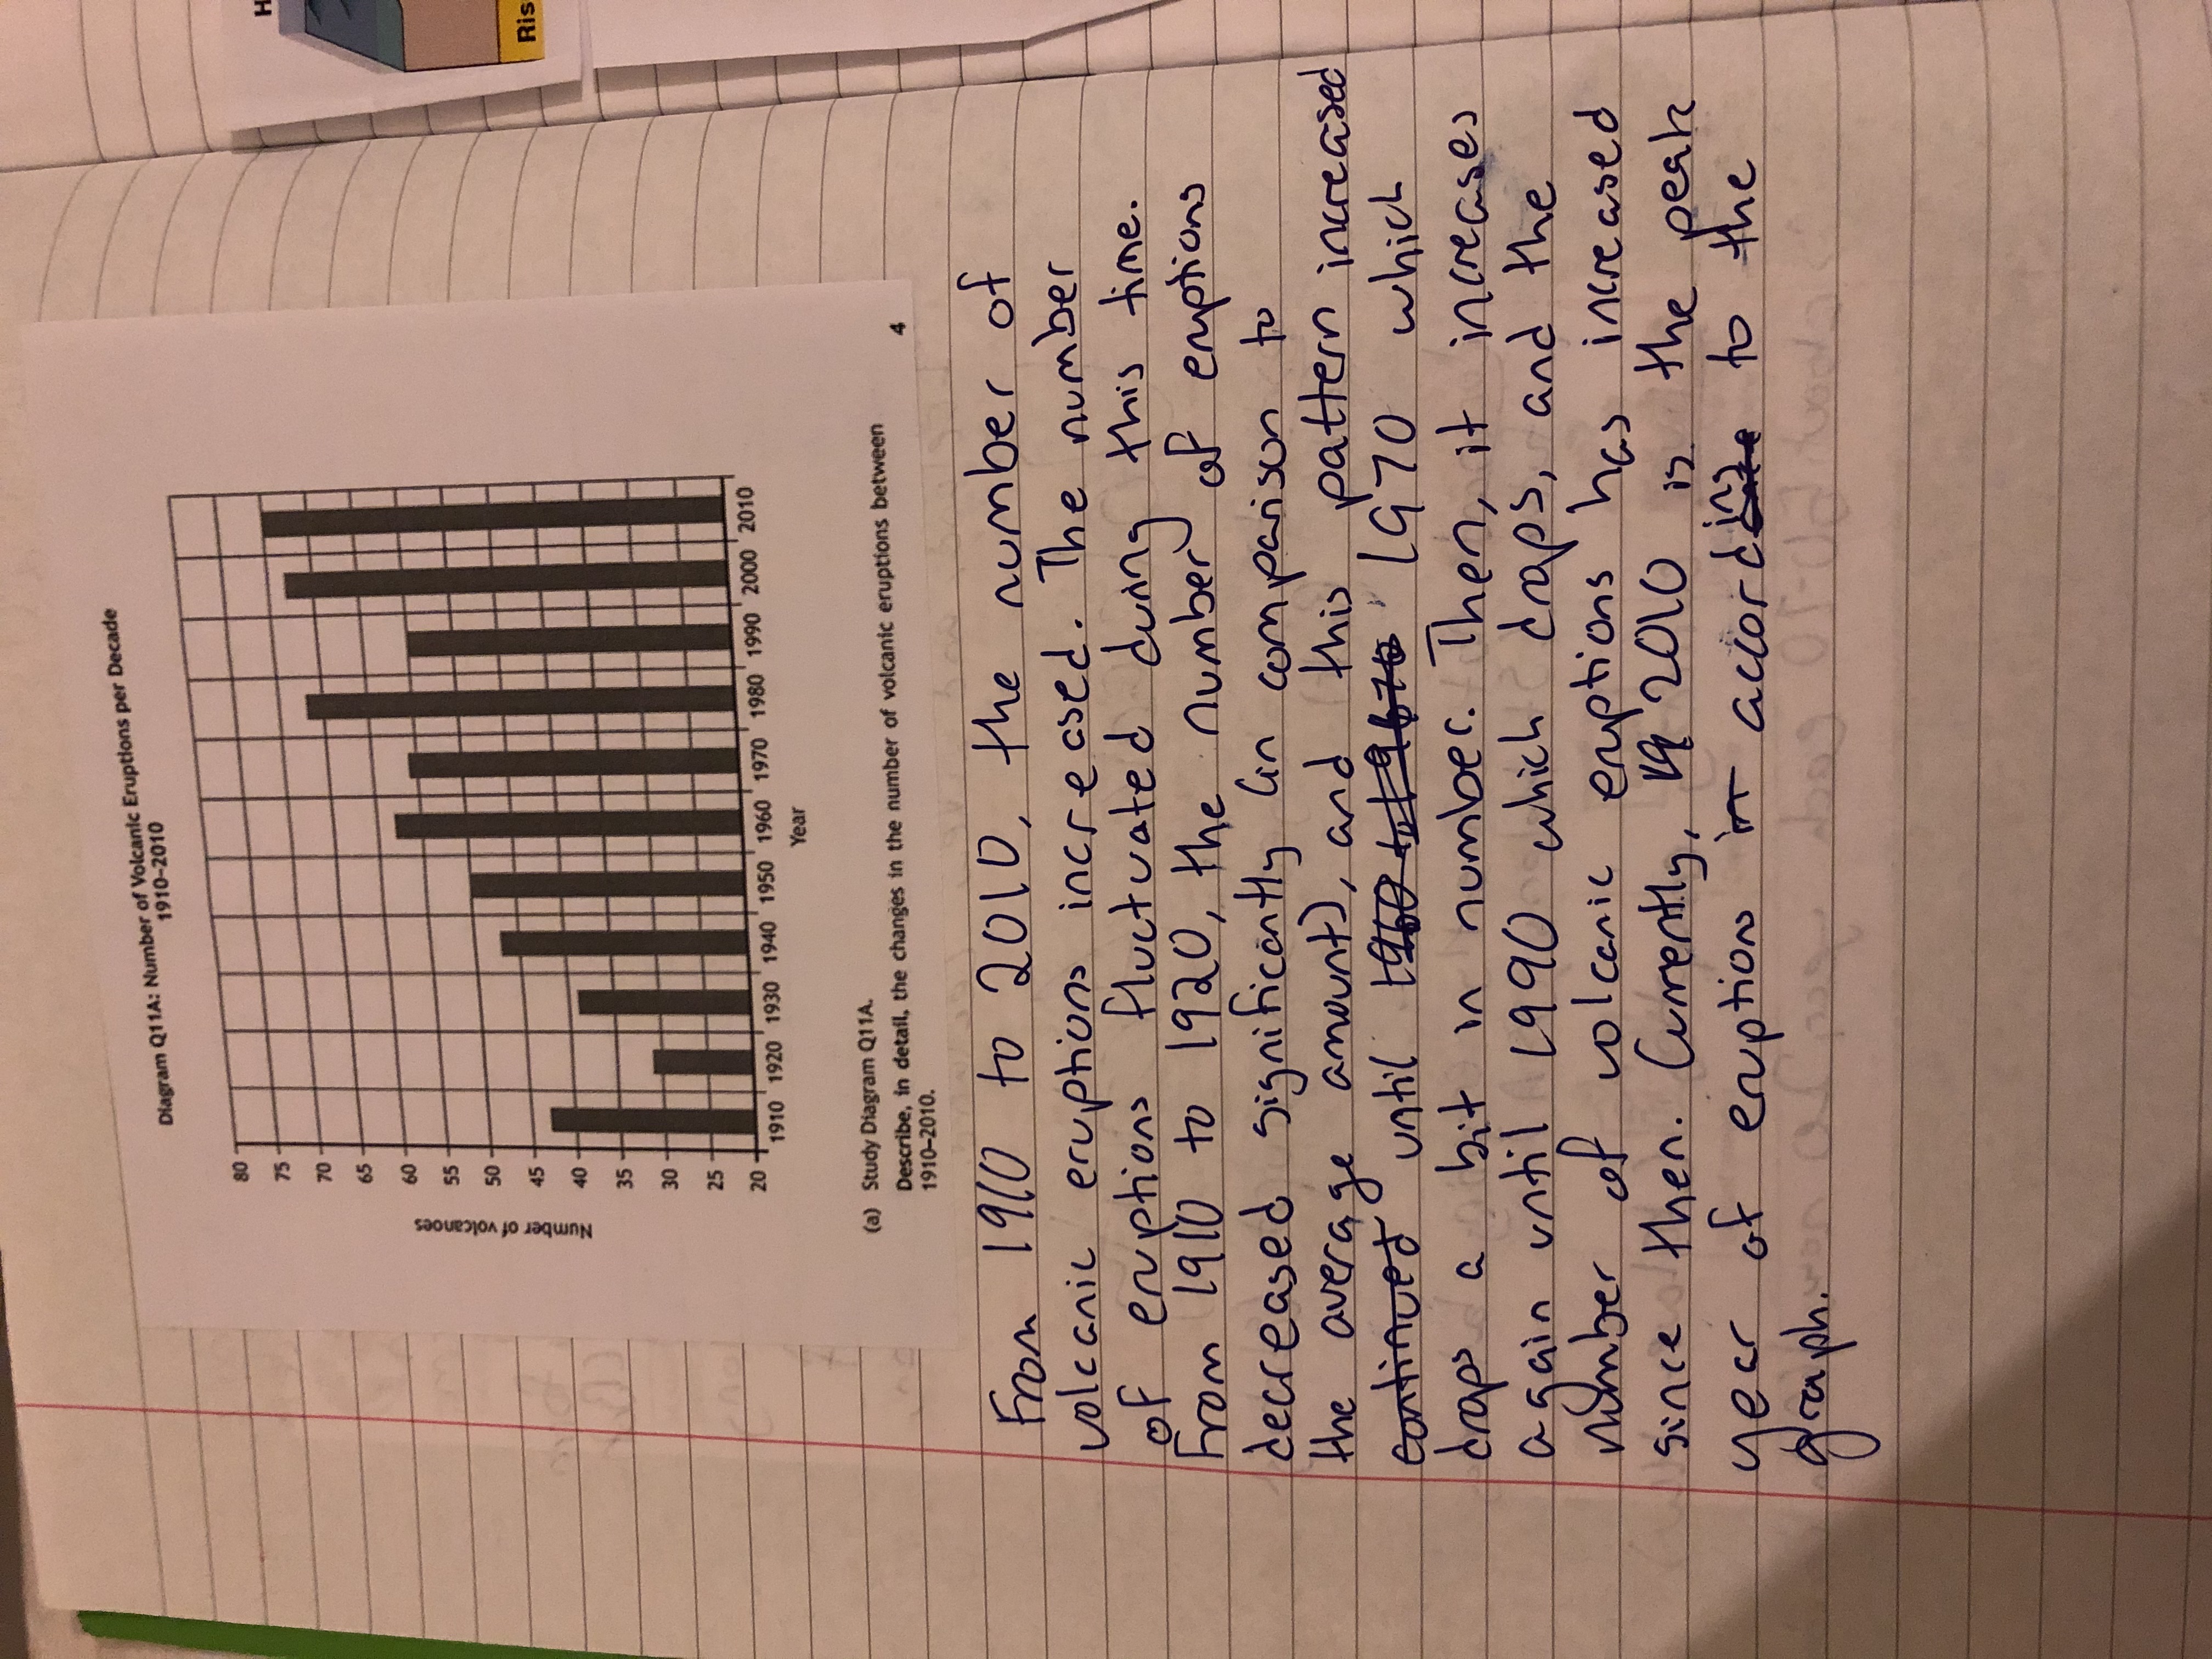 Diagram Q11A: Number of Volcanic Eruptions per Decade
1910–2010
80
75
70
65
60
55
50
45
40
35
30
25
20
Number of volcanoes
1910 1920 1930 1940 1950 1960 1970 1980 1990 2000 2010
Year
(a) Study Diagram Q11A.
Describe, in detail, the changes in the number of volcanic eruptions between
1910–2010.
4
H
Ris
From 1910 to 2010, the number of
volcanic eruptions increased. The number
of eruptions fluctuated during this time.
From 1910 to 1920, the number of eruptions
decreased significantly (in comparison to
the average amount), and this pattern increased
continued until 1970 which
drops a bit in number. Then, it increases
again until 1990 which drops, and the
number of volcanic eruptions has increased
since then. Currently, 2010 is the peak
year of eruptions in according to the
graph.